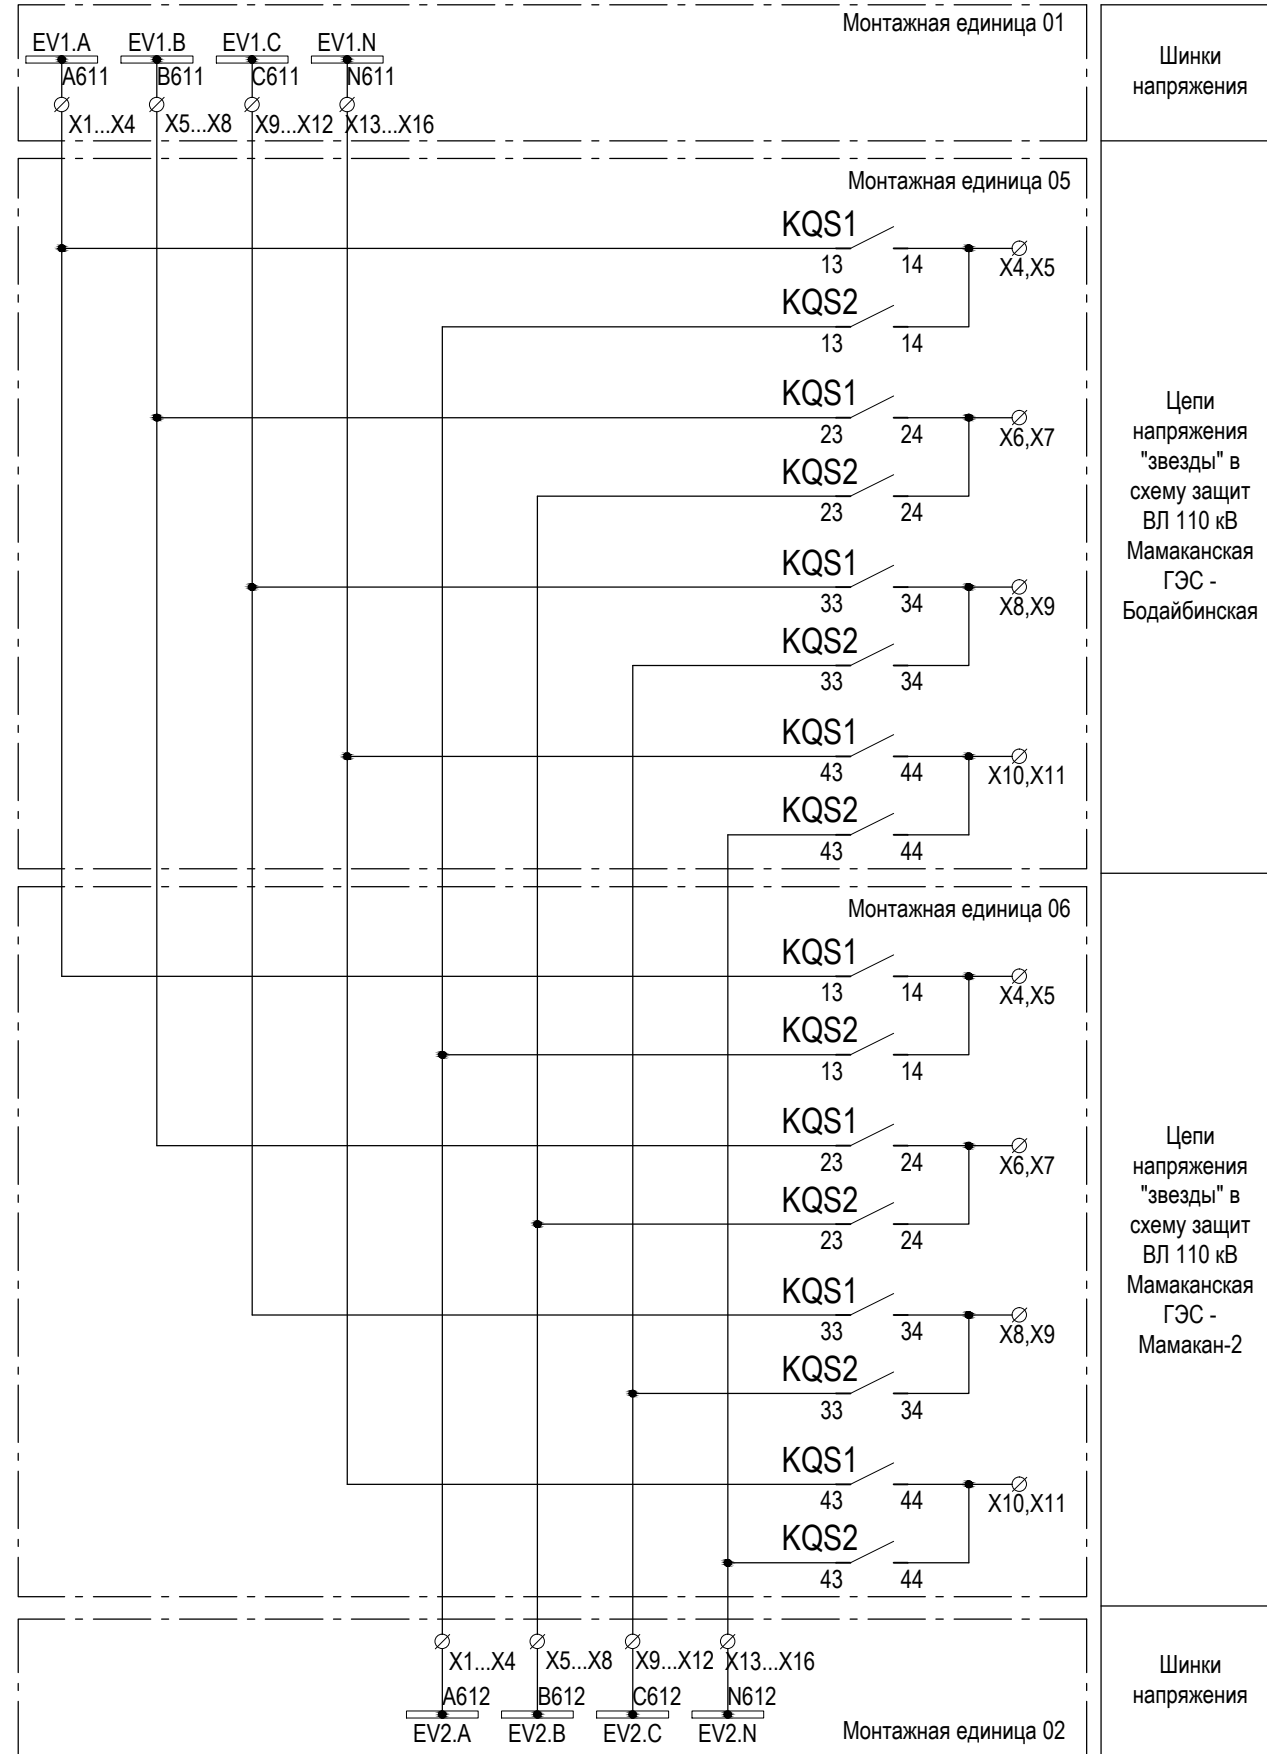 Монтажная единица 01
EV1.A EV1.B EV1.C EV1.N
A611 B611 C611 N611
X1...X4 X5...X8 X9...X12 X13...X16
Шинки
напряжения
Монтажная единица 05
KQS1
13 14 X4,X5
KQS2
13 14
KQS1
23 24 X6,X7
KQS2
23 24
KQS1
33 34 X8,X9
KQS2
33 34
KQS1
43 44 X10,X11
KQS2
43 44
Цепи
напряжения
"звезды" в
схему защит
ВЛ 110 кВ
Мамаканская
ГЭС -
Бодайбинская
Монтажная единица 06
KQS1
13 14 X4,X5
KQS2
13 14
KQS1
23 24 X6,X7
KQS2
23 24
KQS1
33 34 X8,X9
KQS2
33 34
KQS1
43 44 X10,X11
KQS2
43 44
Цепи
напряжения
"звезды" в
схему защит
ВЛ 110 кВ
Мамаканская
ГЭС -
Мамакан-2
X1...X4 X5...X8 X9...X12 X13...X16
A612 B612 C612 N612
EV2.A EV2.B EV2.C EV2.N
Монтажная единица 02
Шинки
напряжения